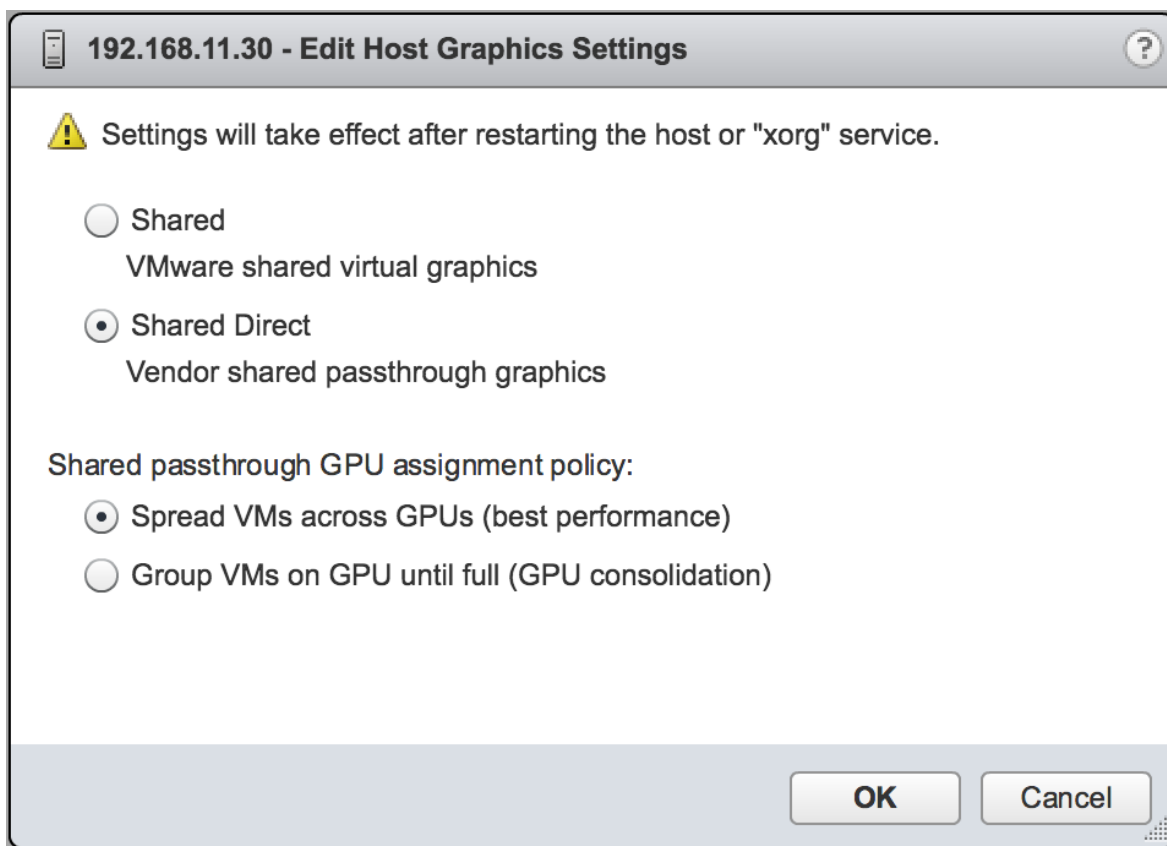 192.168.11.30 - Edit Host Graphics Settings
?
Settings will take effect after restarting the host or "xorg" service.
Shared
VMware shared virtual graphics
Shared Direct
Vendor shared passthrough graphics
Shared passthrough GPU assignment policy:
Spread VMs across GPUs (best performance)
Group VMs on GPU until full (GPU consolidation)
OK
Cancel